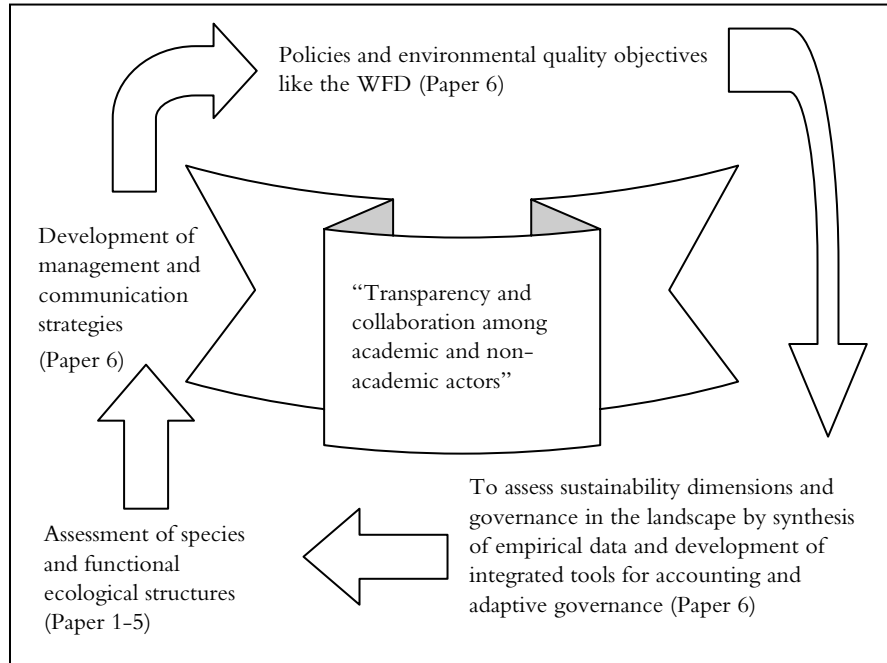 Policies and environmental quality objectives
like the WFD (Paper 6)
Development of
management and
communication
strategies
(Paper 6)
“Transparency and
collaboration among
academic and non-
academic actors”
To assess sustainability dimensions and
governance in the landscape by synthesis
of empirical data and development of
integrated tools for accounting and
adaptive governance (Paper 6)
Assessment of species
and functional
ecological structures
(Paper 1-5)